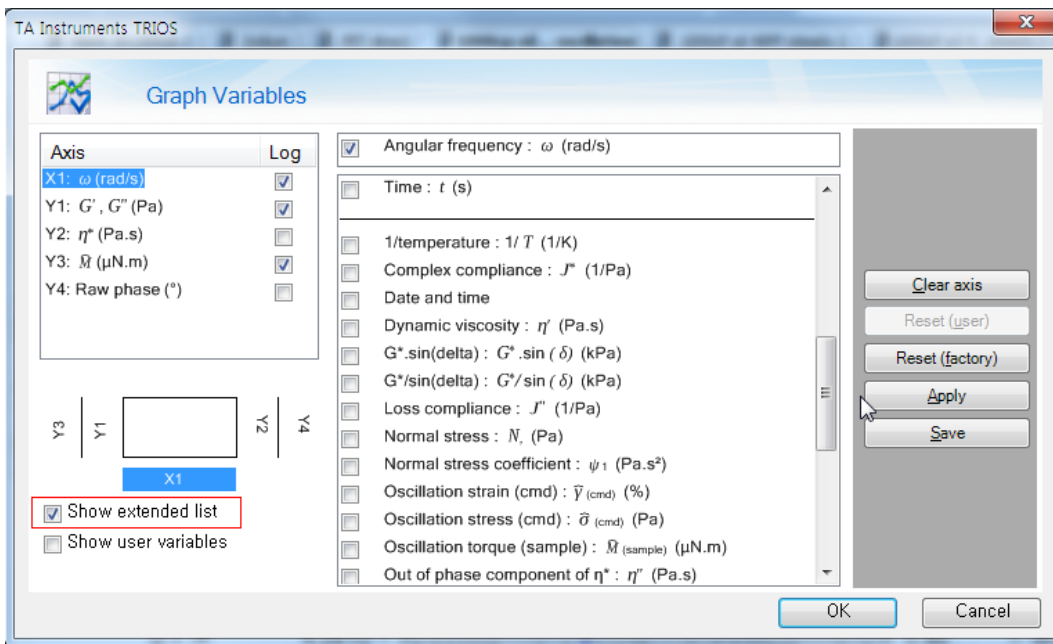 TA Instruments TRIOS
Graph Variables
Axis Log
X1: ω (rad/s)
Y1: G′ , G″ (Pa)
Y2: η* (Pa.s)
Y3: M̂ (μN.m)
Y4: Raw phase (°)
Y3 Y1 Y2 Y4
X1
Show extended list
Show user variables
Angular frequency : ω (rad/s)
Time : t (s)
1/temperature : 1/ T (1/K)
Complex compliance : J* (1/Pa)
Date and time
Dynamic viscosity : η′ (Pa.s)
G*.sin(delta) : G* .sin ( δ) (kPa)
G*/sin(delta) : G*/ sin ( δ) (kPa)
Loss compliance : J″ (1/Pa)
Normal stress : N, (Pa)
Normal stress coefficient : ψ1 (Pa.s²)
Oscillation strain (cmd) : γ̂ (cmd) (%)
Oscillation stress (cmd) : σ̂ (cmd) (Pa)
Oscillation torque (sample) : M̂ (sample) (μN.m)
Out of phase component of η* : η″ (Pa.s)
Clear axis
Reset (user)
Reset (factory)
Apply
Save
OK Cancel